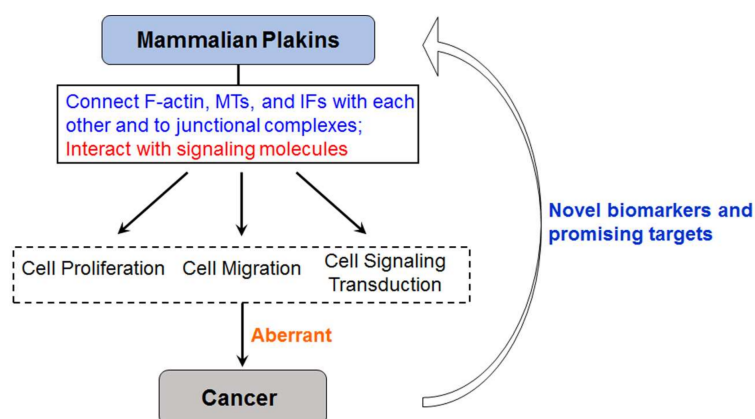 Mammalian Plakins
Connect F-actin, MTs, and IFs with each
other and to junctional complexes;
Interact with signaling molecules
Novel biomarkers and
promising targets
Cell Proliferation
Cell Migration
Cell Signaling
Transduction
Aberrant
Cancer